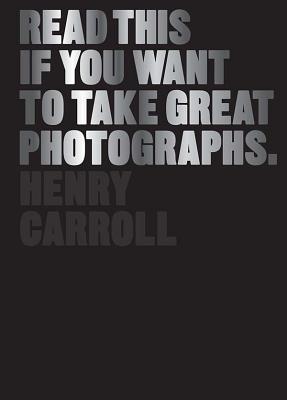 READ THIS
IF YOU WANT
TO TAKE GREAT
PHOTOGRAPHS.
HENRY
CARROLL